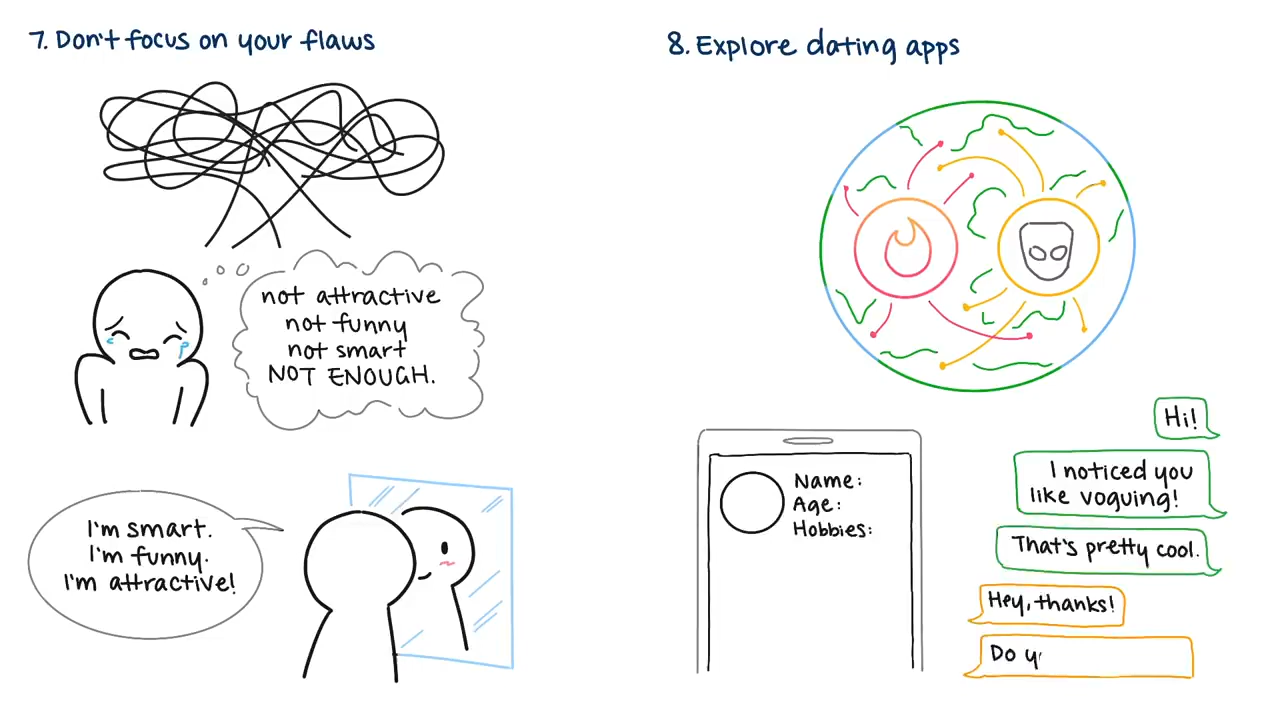 7. Don't focus on your flaws
not attractive
not funny
not smart
NOT ENOUGH.
I'm smart.
I'm funny.
I'm attractive!
8. Explore dating apps
Name:
Age:
Hobbies:
Hi!
I noticed you
like voguing!
That's pretty cool.
Hey, thanks!
Do